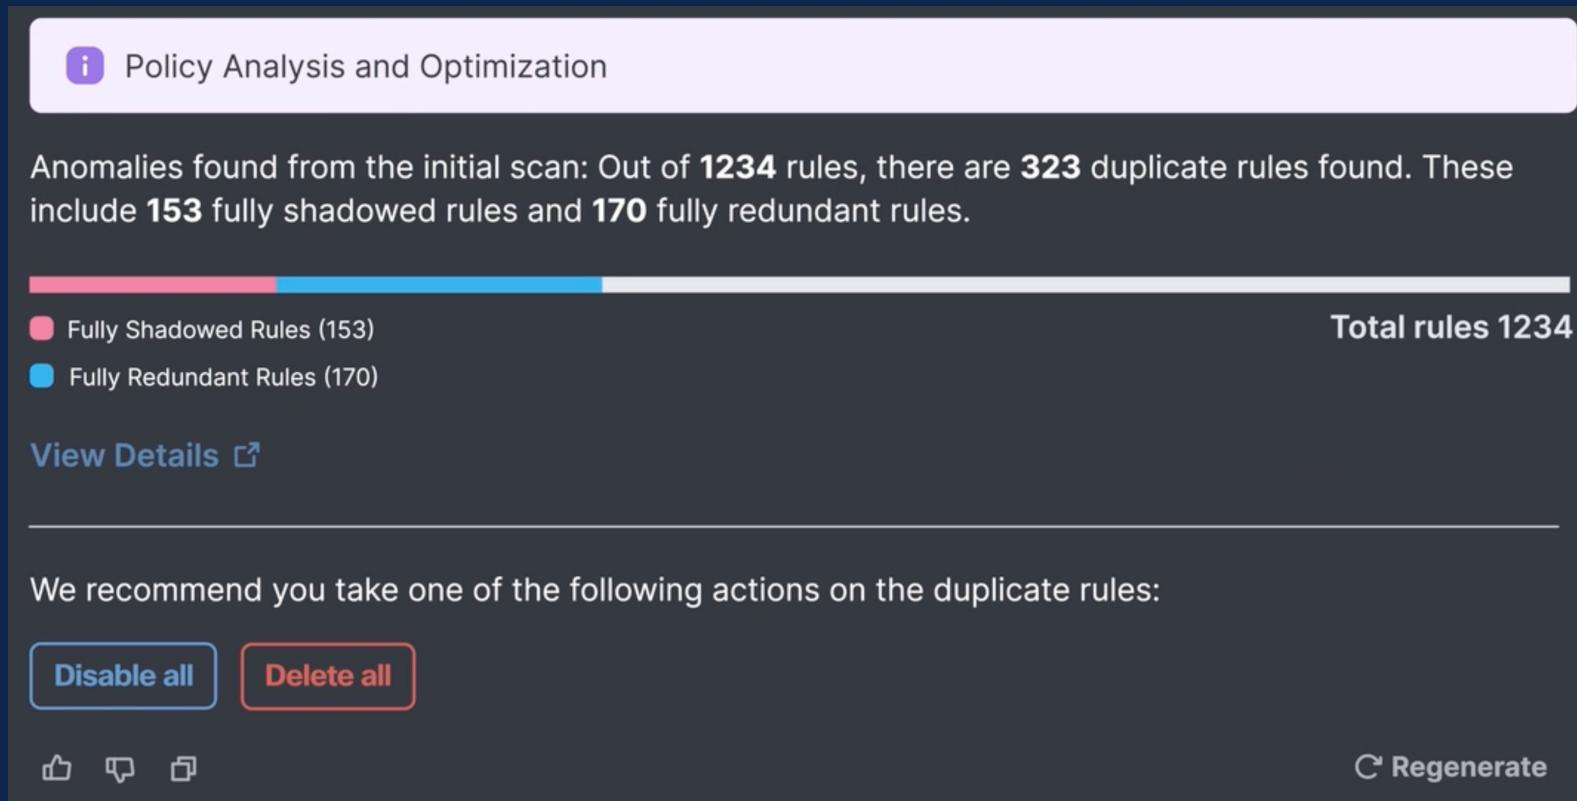 Policy Analysis and Optimization
Anomalies found from the initial scan: Out of 1234 rules, there are 323 duplicate rules found. These
include 153 fully shadowed rules and 170 fully redundant rules.
Fully Shadowed Rules (153)
Total rules 1234
Fully Redundant Rules (170)
View Details
We recommend you take one of the following actions on the duplicate rules:
Disable all
Delete all
Regenerate